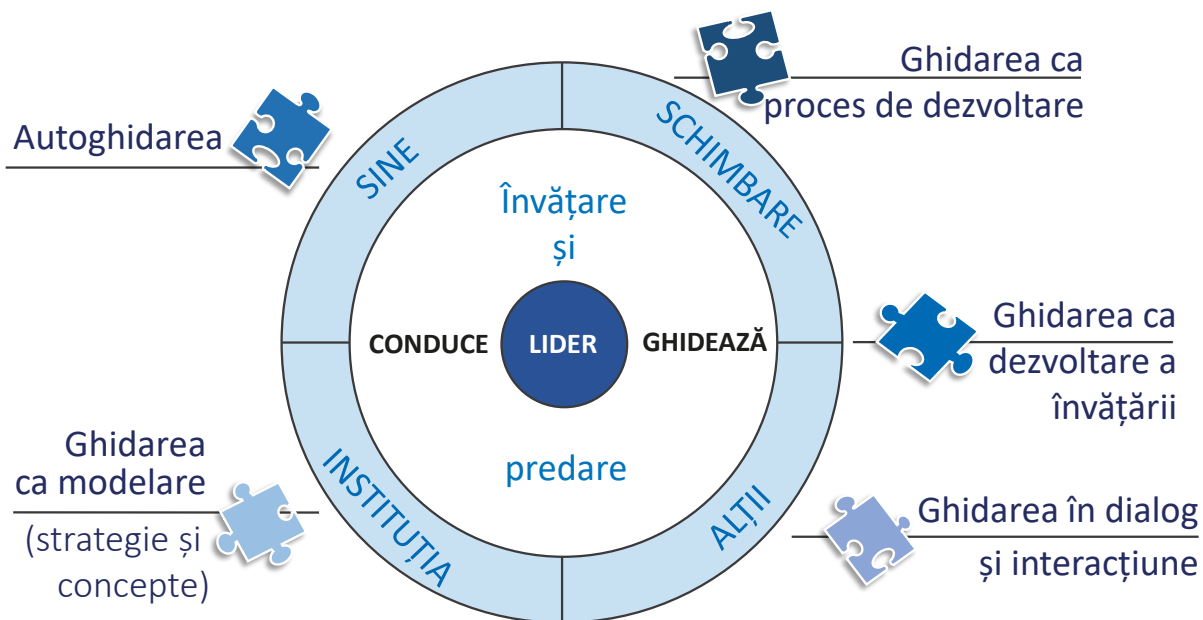 Ghidarea ca
proces de dezvoltare
Autoghidarea
SINE
SCHIMBARE
Învățare
și
CONDUCE
LIDER
GHIDEAZĂ
Ghidarea ca
dezvoltare a
învățării
Ghidarea
ca modelare
(strategie și
concepte)
INSTITUȚIA
predare
ALȚII
Ghidarea în dialog
și interacțiune